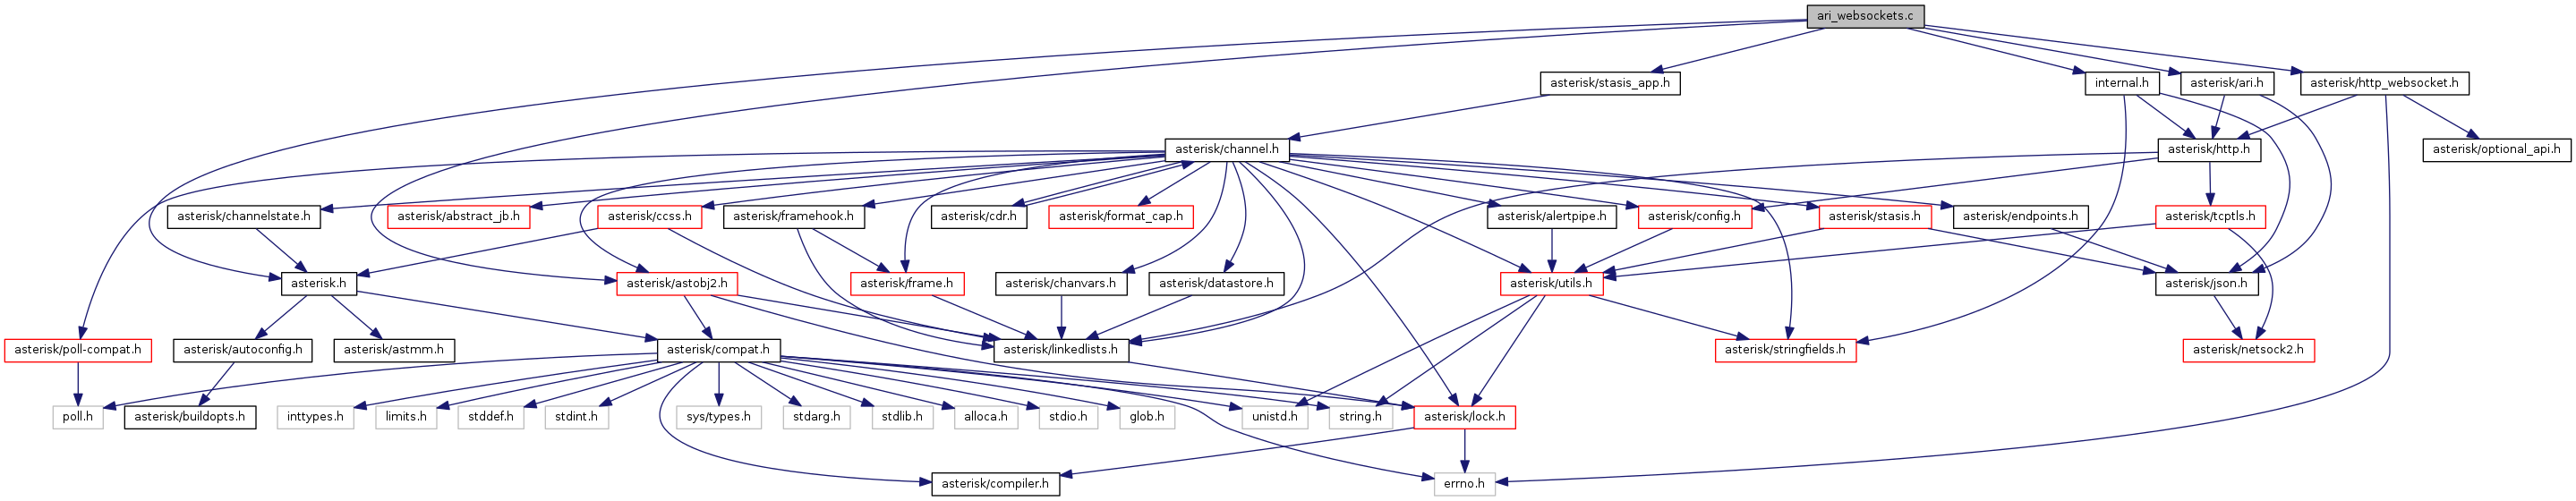 ari_websockets.c
asterisk/stasis_app.h
internal.h
asterisk/ari.h
asterisk/http_websocket.h
asterisk/channel.h
asterisk/http.h
asterisk/optional_api.h
asterisk/channelstate.h
asterisk/abstract_jb.h
asterisk/ccss.h
asterisk/framehook.h
asterisk/cdr.h
asterisk/format_cap.h
asterisk/alertpipe.h
asterisk/config.h
asterisk/stasis.h
asterisk/endpoints.h
asterisk/tcptls.h
asterisk.h
asterisk/astobj2.h
asterisk/frame.h
asterisk/chanvars.h
asterisk/datastore.h
asterisk/utils.h
asterisk/json.h
asterisk/poll-compat.h
asterisk/autoconfig.h
asterisk/astmm.h
asterisk/compat.h
asterisk/linkedlists.h
asterisk/stringfields.h
asterisk/netsock2.h
poll.h
asterisk/buildopts.h
inttypes.h
limits.h
stddef.h
stdint.h
sys/types.h
stdarg.h
stdlib.h
alloca.h
stdio.h
glob.h
unistd.h
string.h
asterisk/lock.h
asterisk/compiler.h
errno.h